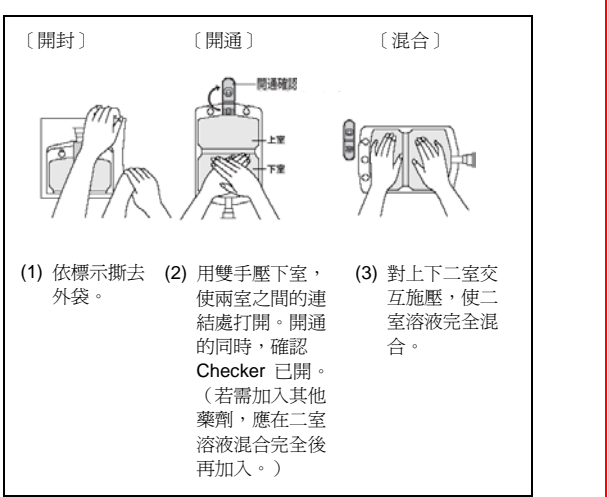 〔開封〕
〔開通〕
〔混合〕
開通確認
上室
下室
(1) 依標示撕去
外袋。
(2) 用雙手壓下室，
使兩室之間的連
結處打開。開通
的同時，確認
Checker 已開。
（若需加入其他
藥劑，應在二室
溶液混合完全後
再加入。）
(3) 對上下二室交
互施壓，使二
室溶液完全混
合。